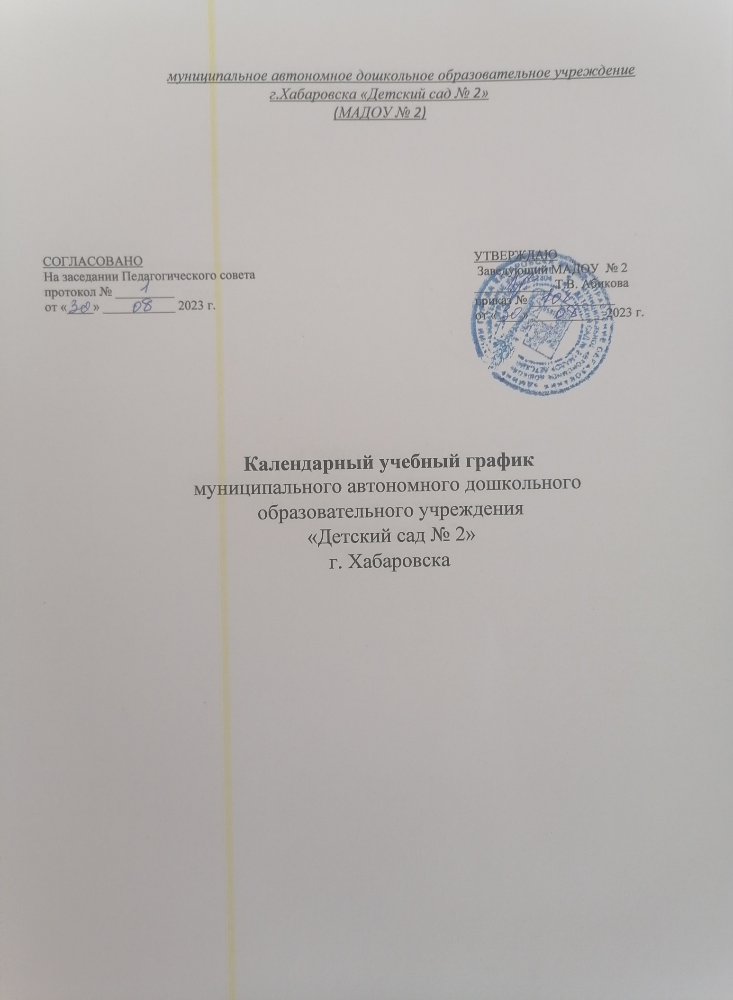 муниципальное автономное дошкольное образовательное учреждение
г.Хабаровска «Детский сад № 2»
(МАДОУ № 2)
СОГЛАСОВАНО
На заседании Педагогического совета
протокол № 1
от «30» 08 2023 г.
УТВЕРЖДАЮ
Заведующий МАДОУ № 2
Т.В. Абикова
приказ № 108
от «30» 08 2023 г.
Календарный учебный график
муниципального автономного дошкольного
образовательного учреждения
«Детский сад № 2»
г. Хабаровска